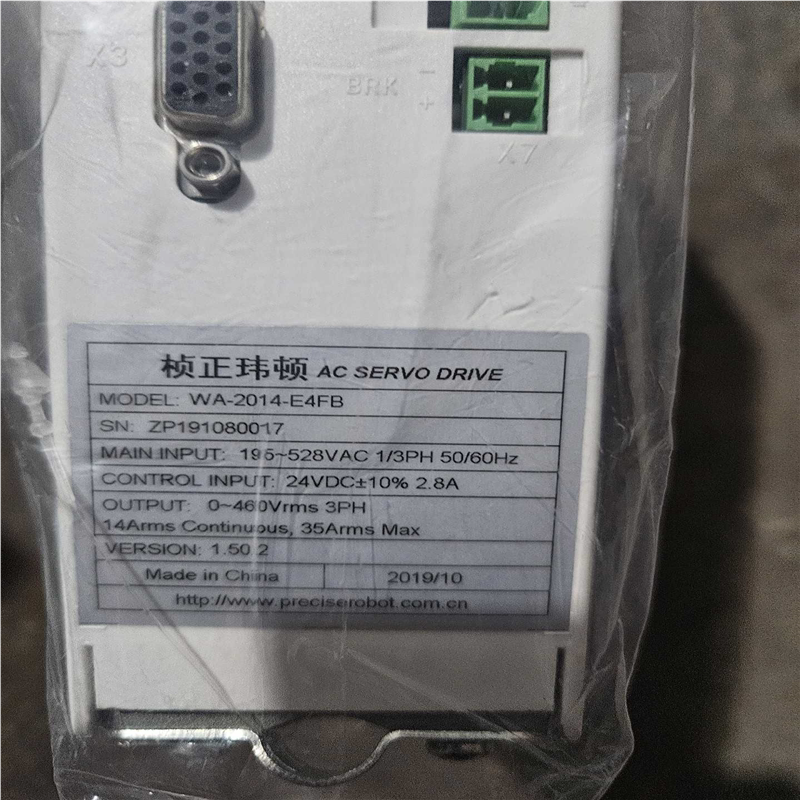 X3
BRK - +
X7
桢正玮顿 AC SERVO DRIVE
MODEL: WA-2014-E4FB
SN: ZP191080017
MAIN INPUT: 195~528VAC 1/3PH 50/60Hz
CONTROL INPUT: 24VDC±10% 2.8A
OUTPUT: 0~460Vrms 3PH
14Arms Continuous, 35Arms Max
VERSION: 1.50.2
Made in China 2019/10
http://www.preciserobot.com.cn